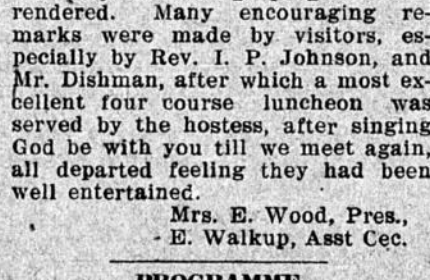 rendered. Many encouraging re-
marks were made by visitors, es-
pecially by Rev. I. P. Johnson, and
Mr. Dishman, after which a most ex-
cellent four course luncheon was
served by the hostess, after singing
God be with you till we meet again,
all departed feeling they had been
well entertained.
Mrs. E. Wood, Pres.,
E. Walkup, Asst Cec.
PROGRAMME